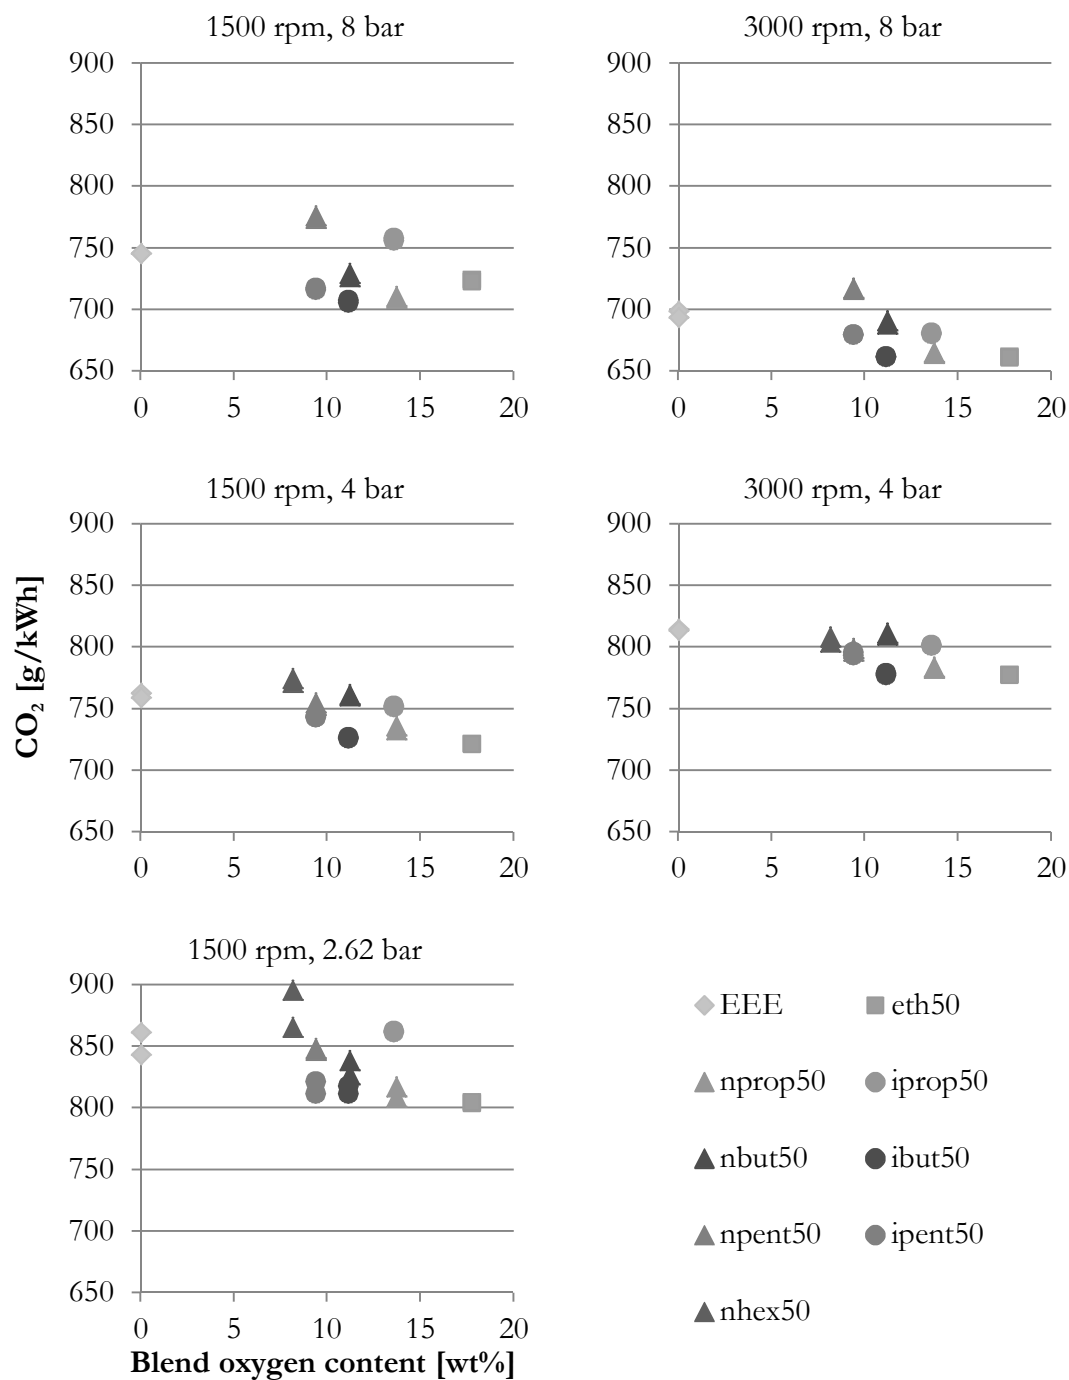 1500 rpm, 8 bar
900
850
800
750
700
650
0 5 10 15 20
3000 rpm, 8 bar
900
850
800
750
700
650
0 5 10 15 20
CO2 [g/kWh]
1500 rpm, 4 bar
900
850
800
750
700
650
0 5 10 15 20
3000 rpm, 4 bar
900
850
800
750
700
650
0 5 10 15 20
1500 rpm, 2.62 bar
900
850
800
750
700
650
0 5 10 15 20
Blend oxygen content [wt%]
EEE eth50
nprop50 iprop50
nbut50 ibut50
npent50 ipent50
nhex50